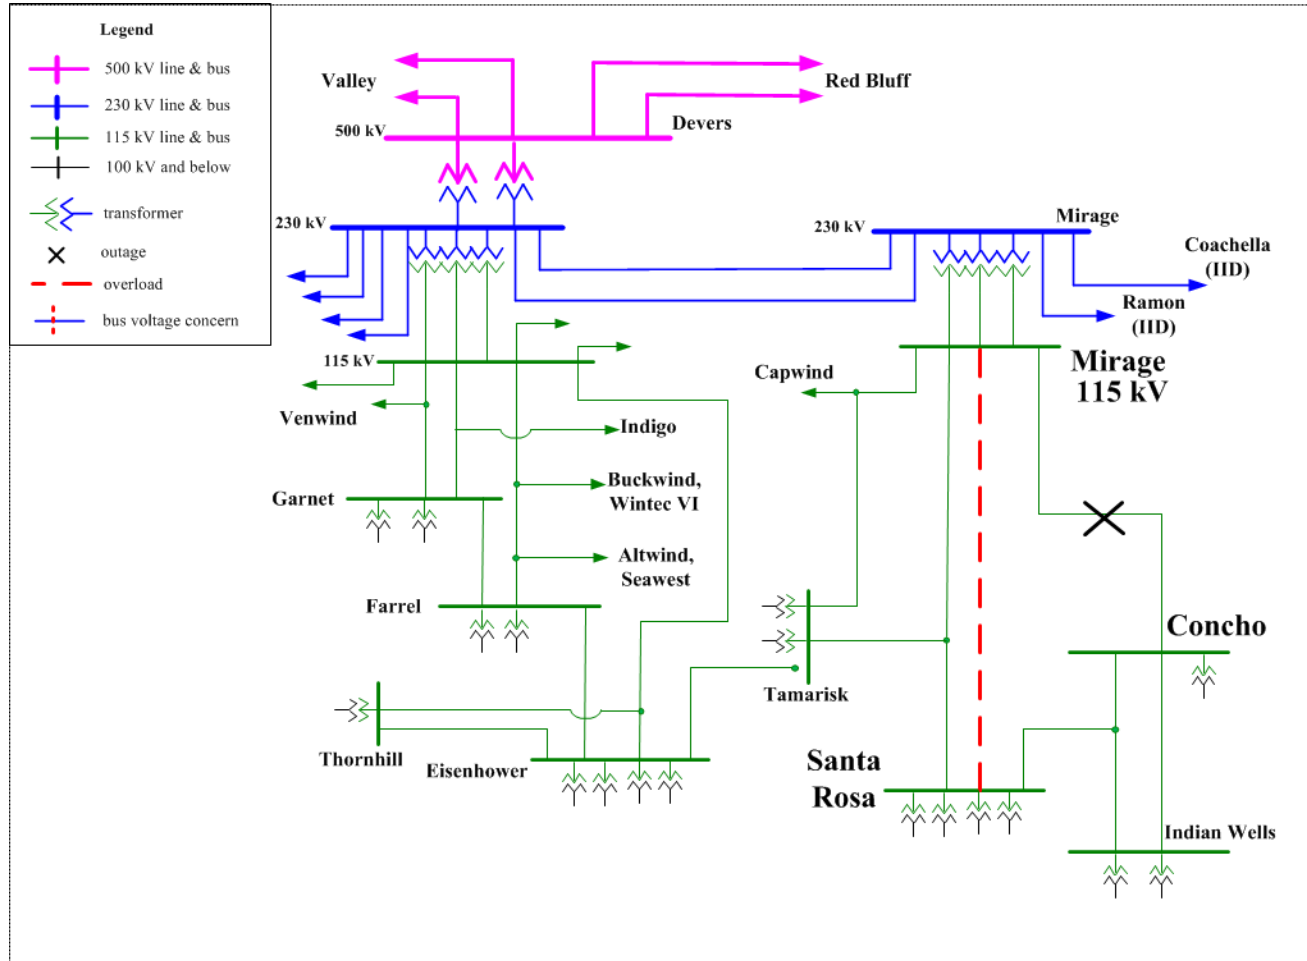 Legend
500 kV line & bus
230 kV line & bus
115 kV line & bus
100 kV and below
transformer
outage
overload
bus voltage concern
Valley
Red Bluff
500 kV
Devers
230 kV
230 kV
Mirage
Coachella
(IID)
Ramon
(IID)
115 kV
Mirage
115 kV
Capwind
Venwind
Indigo
Buckwind,
Wintec VI
Garnet
Altwind,
Seawest
Farrel
Concho
Tamarisk
Thornhill
Eisenhower
Santa
Rosa
Indian Wells